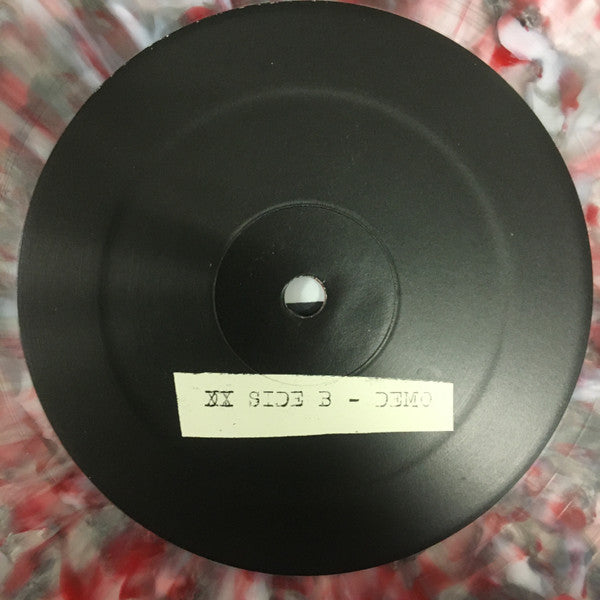 XX SIDE B - DEMO